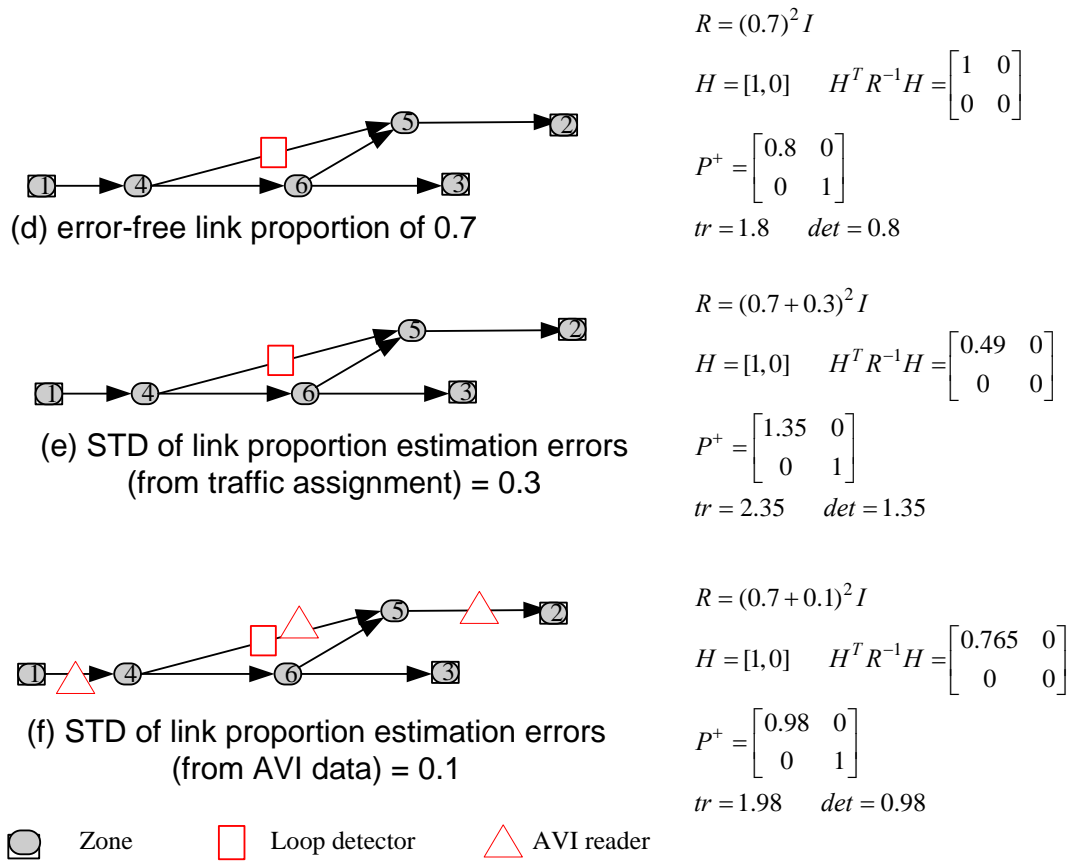 R = (0.7)² I
H = [1, 0]    Hᵀ R⁻¹ H = [1 0; 0 0]
5 2
1 4 6 3
P⁺ = [0.8 0; 0 1]
(d) error-free link proportion of 0.7
tr = 1.8    det = 0.8
R = (0.7 + 0.3)² I
5 2
H = [1, 0]    Hᵀ R⁻¹ H = [0.49 0; 0 0]
1 4 6 3
(e) STD of link proportion estimation errors
(from traffic assignment) = 0.3
P⁺ = [1.35 0; 0 1]
tr = 2.35    det = 1.35
R = (0.7 + 0.1)² I
5 2
H = [1, 0]    Hᵀ R⁻¹ H = [0.765 0; 0 0]
1 4 6 3
(f) STD of link proportion estimation errors
(from AVI data) = 0.1
P⁺ = [0.98 0; 0 1]
tr = 1.98    det = 0.98
Zone    Loop detector    AVI reader